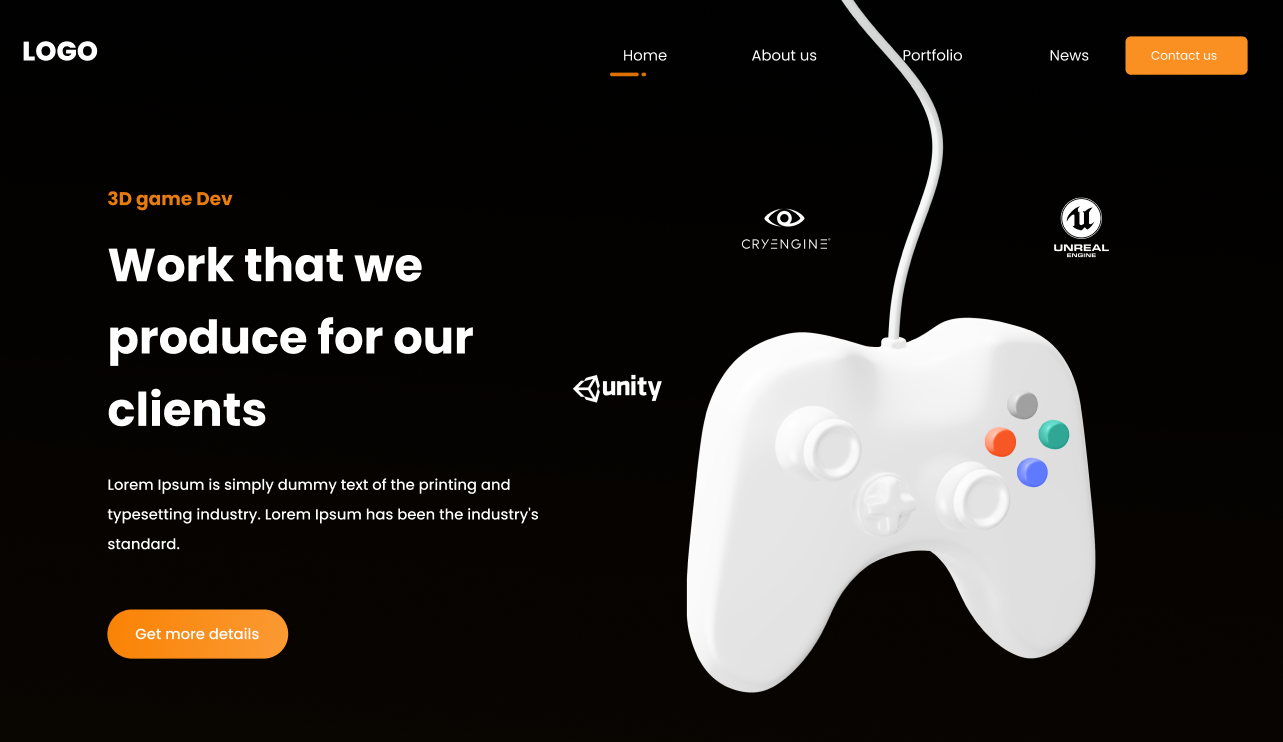 LOGO
Home
About us
Portfolio
News
Contact us
3D game Dev
Work that we
produce for our
clients
CRYENGINE
UNREAL
ENGINE
unity
Lorem Ipsum is simply dummy text of the printing and
typesetting industry. Lorem Ipsum has been the industry's
standard.
Get more details